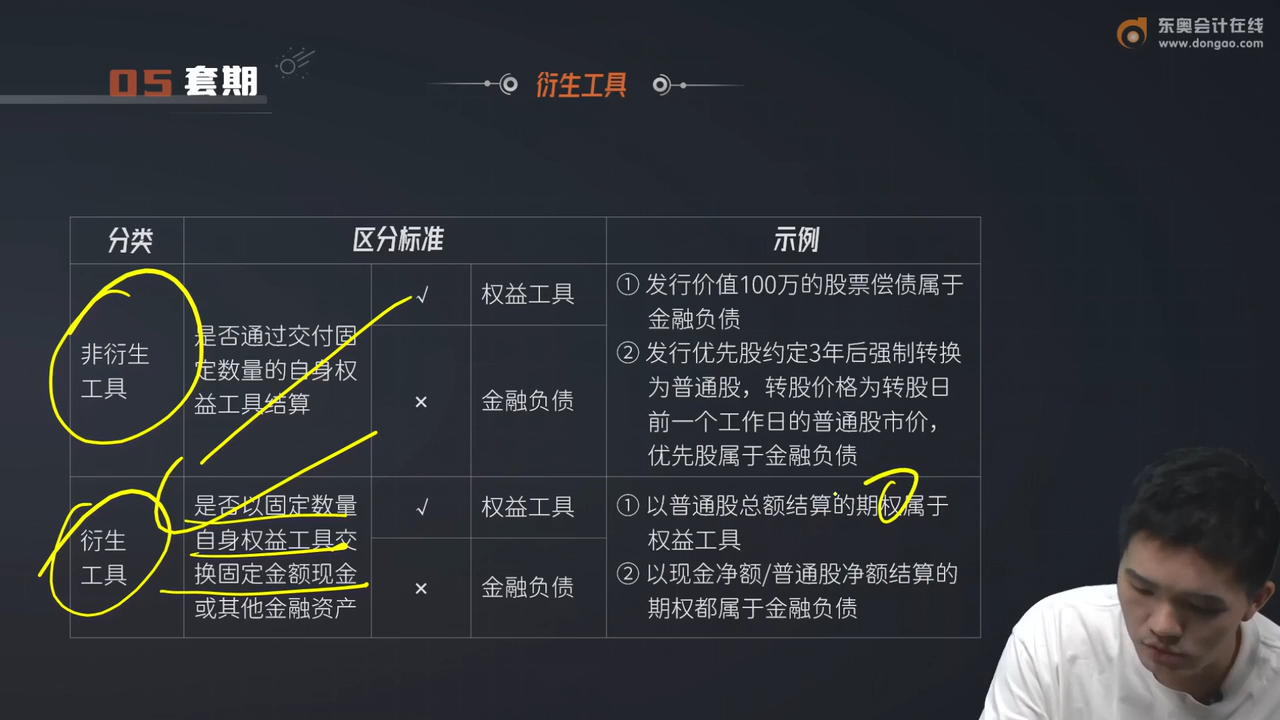 东奥会计在线
www.dongao.com
05 套期
衍生工具
分类
区分标准
示例
非衍生
工具
是否通过交付固
定数量的自身权
益工具结算
√
权益工具
×
金融负债
① 发行价值100万的股票偿债属于
金融负债
② 发行优先股约定3年后强制转换
为普通股，转股价格为转股日
前一个工作日的普通股市价，
优先股属于金融负债
衍生
工具
是否以固定数量
自身权益工具交
换固定金额现金
或其他金融资产
√
权益工具
×
金融负债
① 以普通股总额结算的期权属于
权益工具
② 以现金净额/普通股净额结算的
期权都属于金融负债